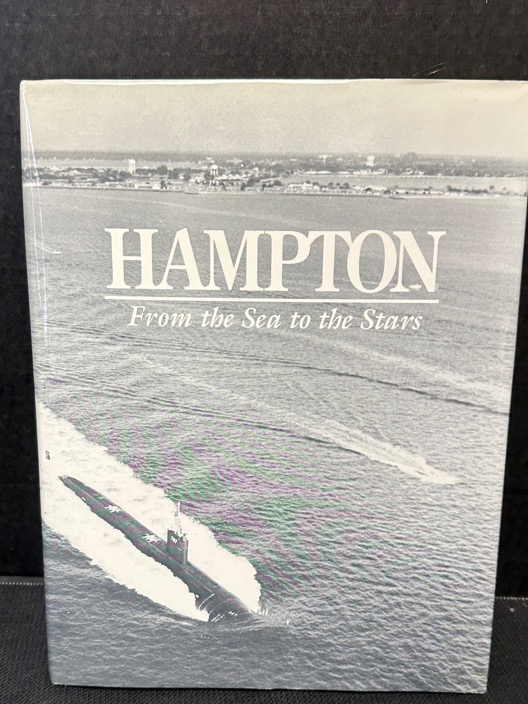 HAMPTON
From the Sea to the Stars